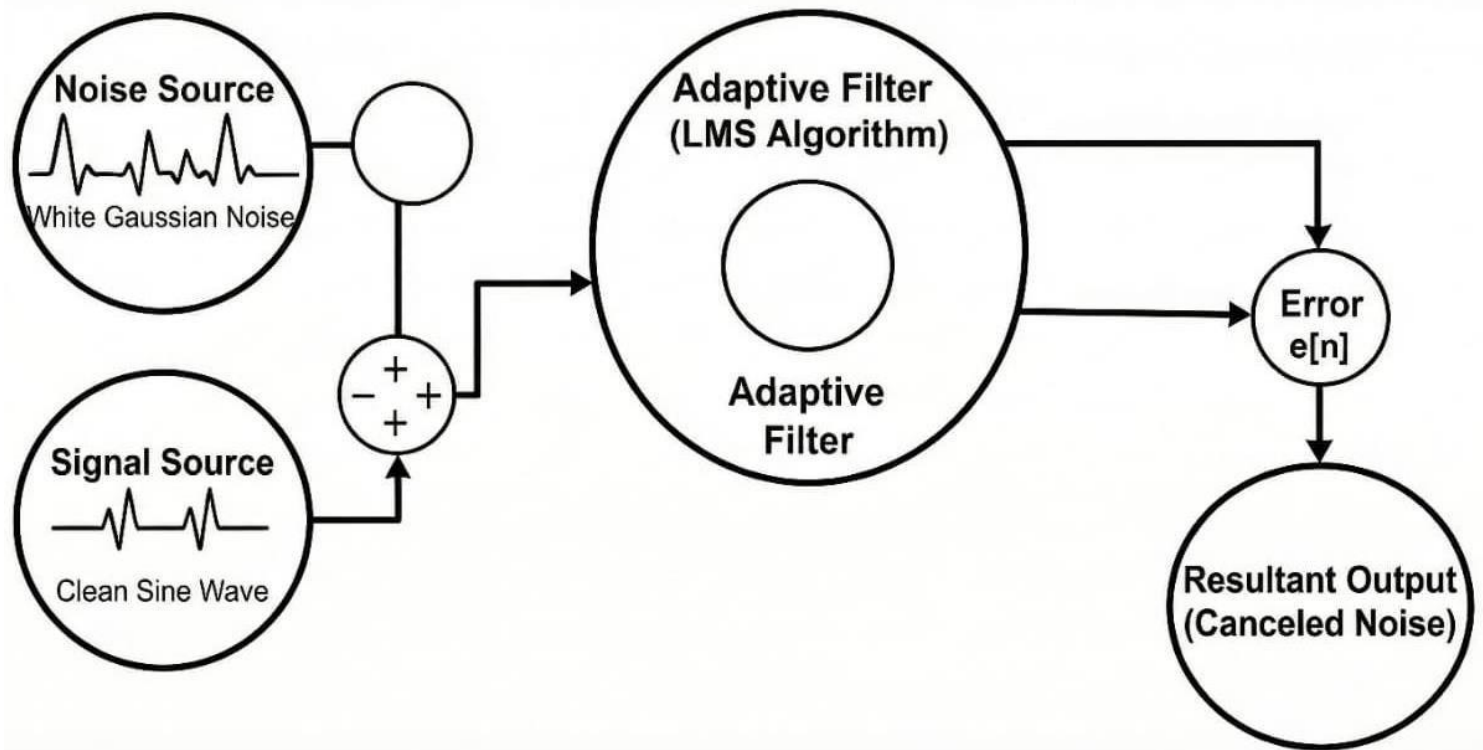 Noise Source
White Gaussian Noise
Signal Source
Clean Sine Wave
+
− +
+
Adaptive Filter
(LMS Algorithm)
Adaptive
Filter
Error
e[n]
Resultant Output
(Canceled Noise)